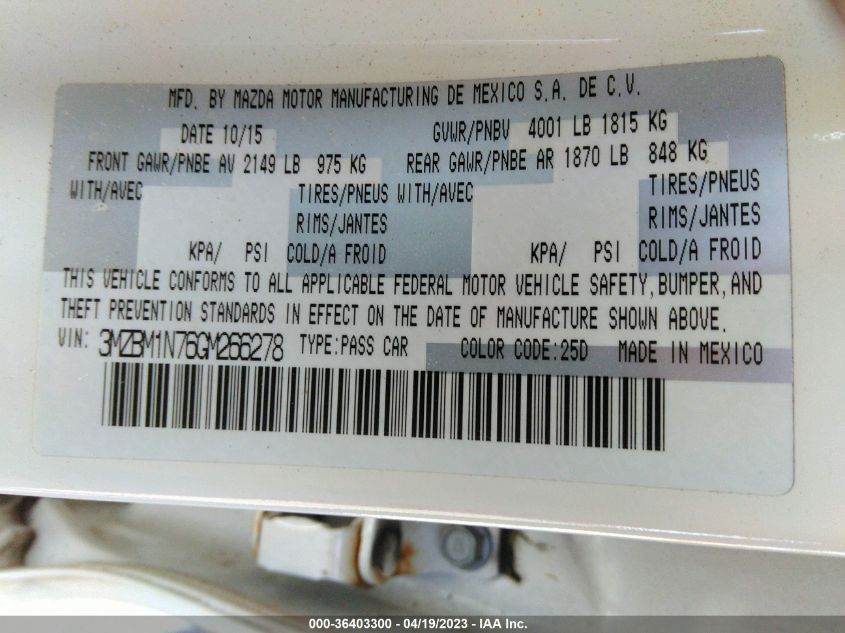 MFD. BY MAZDA MOTOR MANUFACTURING DE MEXICO S.A. DE C.V.
DATE 10/15 GVWR/PNBV 4001 LB 1815 KG
FRONT GAWR/PNBE AV 2149 LB 975 KG REAR GAWR/PNBE AR 1870 LB 848 KG
WITH/AVEC TIRES/PNEUS WITH/AVEC TIRES/PNEUS
RIMS/JANTES RIMS/JANTES
KPA/ PSI COLD/A FROID KPA/ PSI COLD/A FROID
THIS VEHICLE CONFORMS TO ALL APPLICABLE FEDERAL MOTOR VEHICLE SAFETY, BUMPER, AND
THEFT PREVENTION STANDARDS IN EFFECT ON THE DATE OF MANUFACTURE SHOWN ABOVE.
VIN: 3MZBM1N76GM266278 TYPE:PASS CAR COLOR CODE:25D MADE IN MEXICO
000-36403300 - 04/19/2023 - IAA Inc.